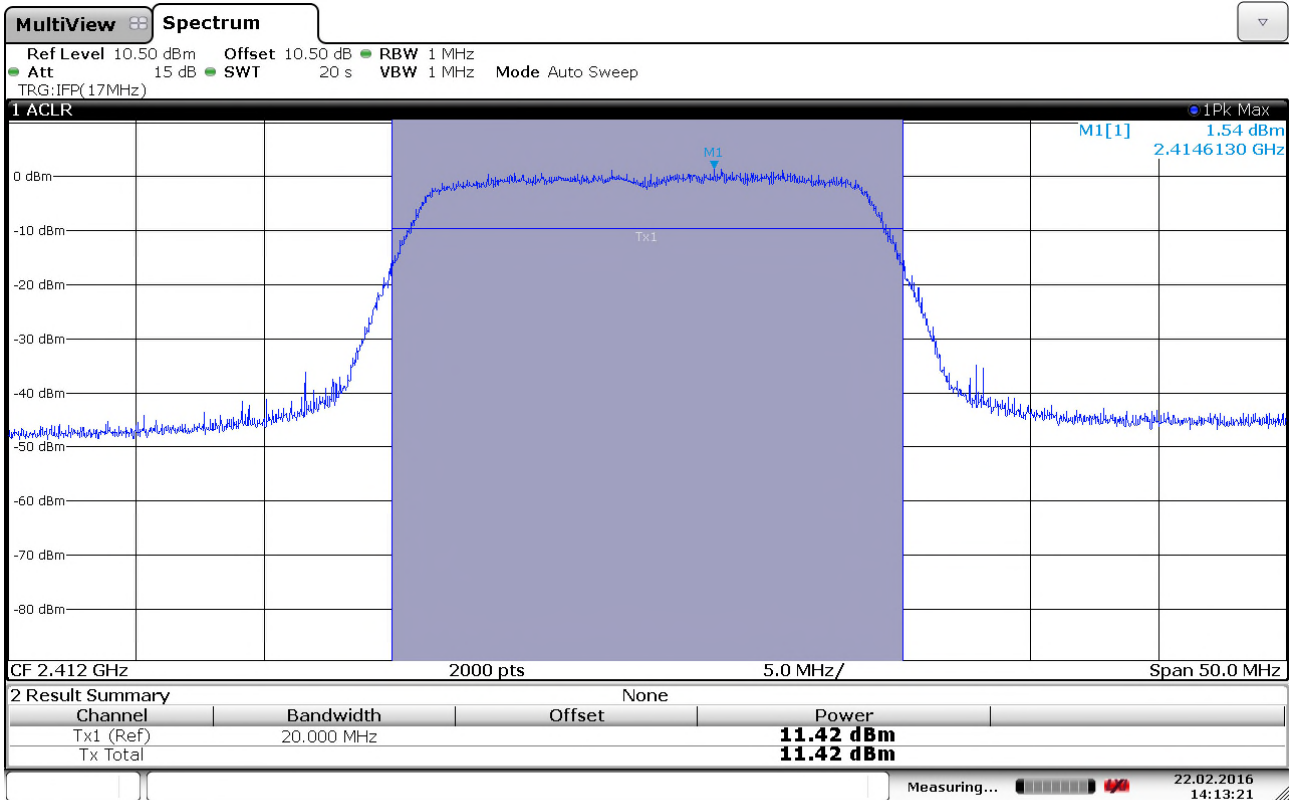 MultiView Spectrum
Ref Level 10.50 dBm Offset 10.50 dB RBW 1 MHz
Att 15 dB SWT 20 s VBW 1 MHz Mode Auto Sweep
TRG:IFP(17MHz)
1 ACLR 1Pk Max
M1[1] 1.54 dBm
2.4146130 GHz
M1
0 dBm
-10 dBm
Tx1
-20 dBm
-30 dBm
-40 dBm
-50 dBm
-60 dBm
-70 dBm
-80 dBm
CF 2.412 GHz 2000 pts 5.0 MHz/ Span 50.0 MHz
2 Result Summary None
Channel Bandwidth Offset Power
Tx1 (Ref) 20.000 MHz 11.42 dBm
Tx Total 11.42 dBm
Measuring... 22.02.2016
14:13:21